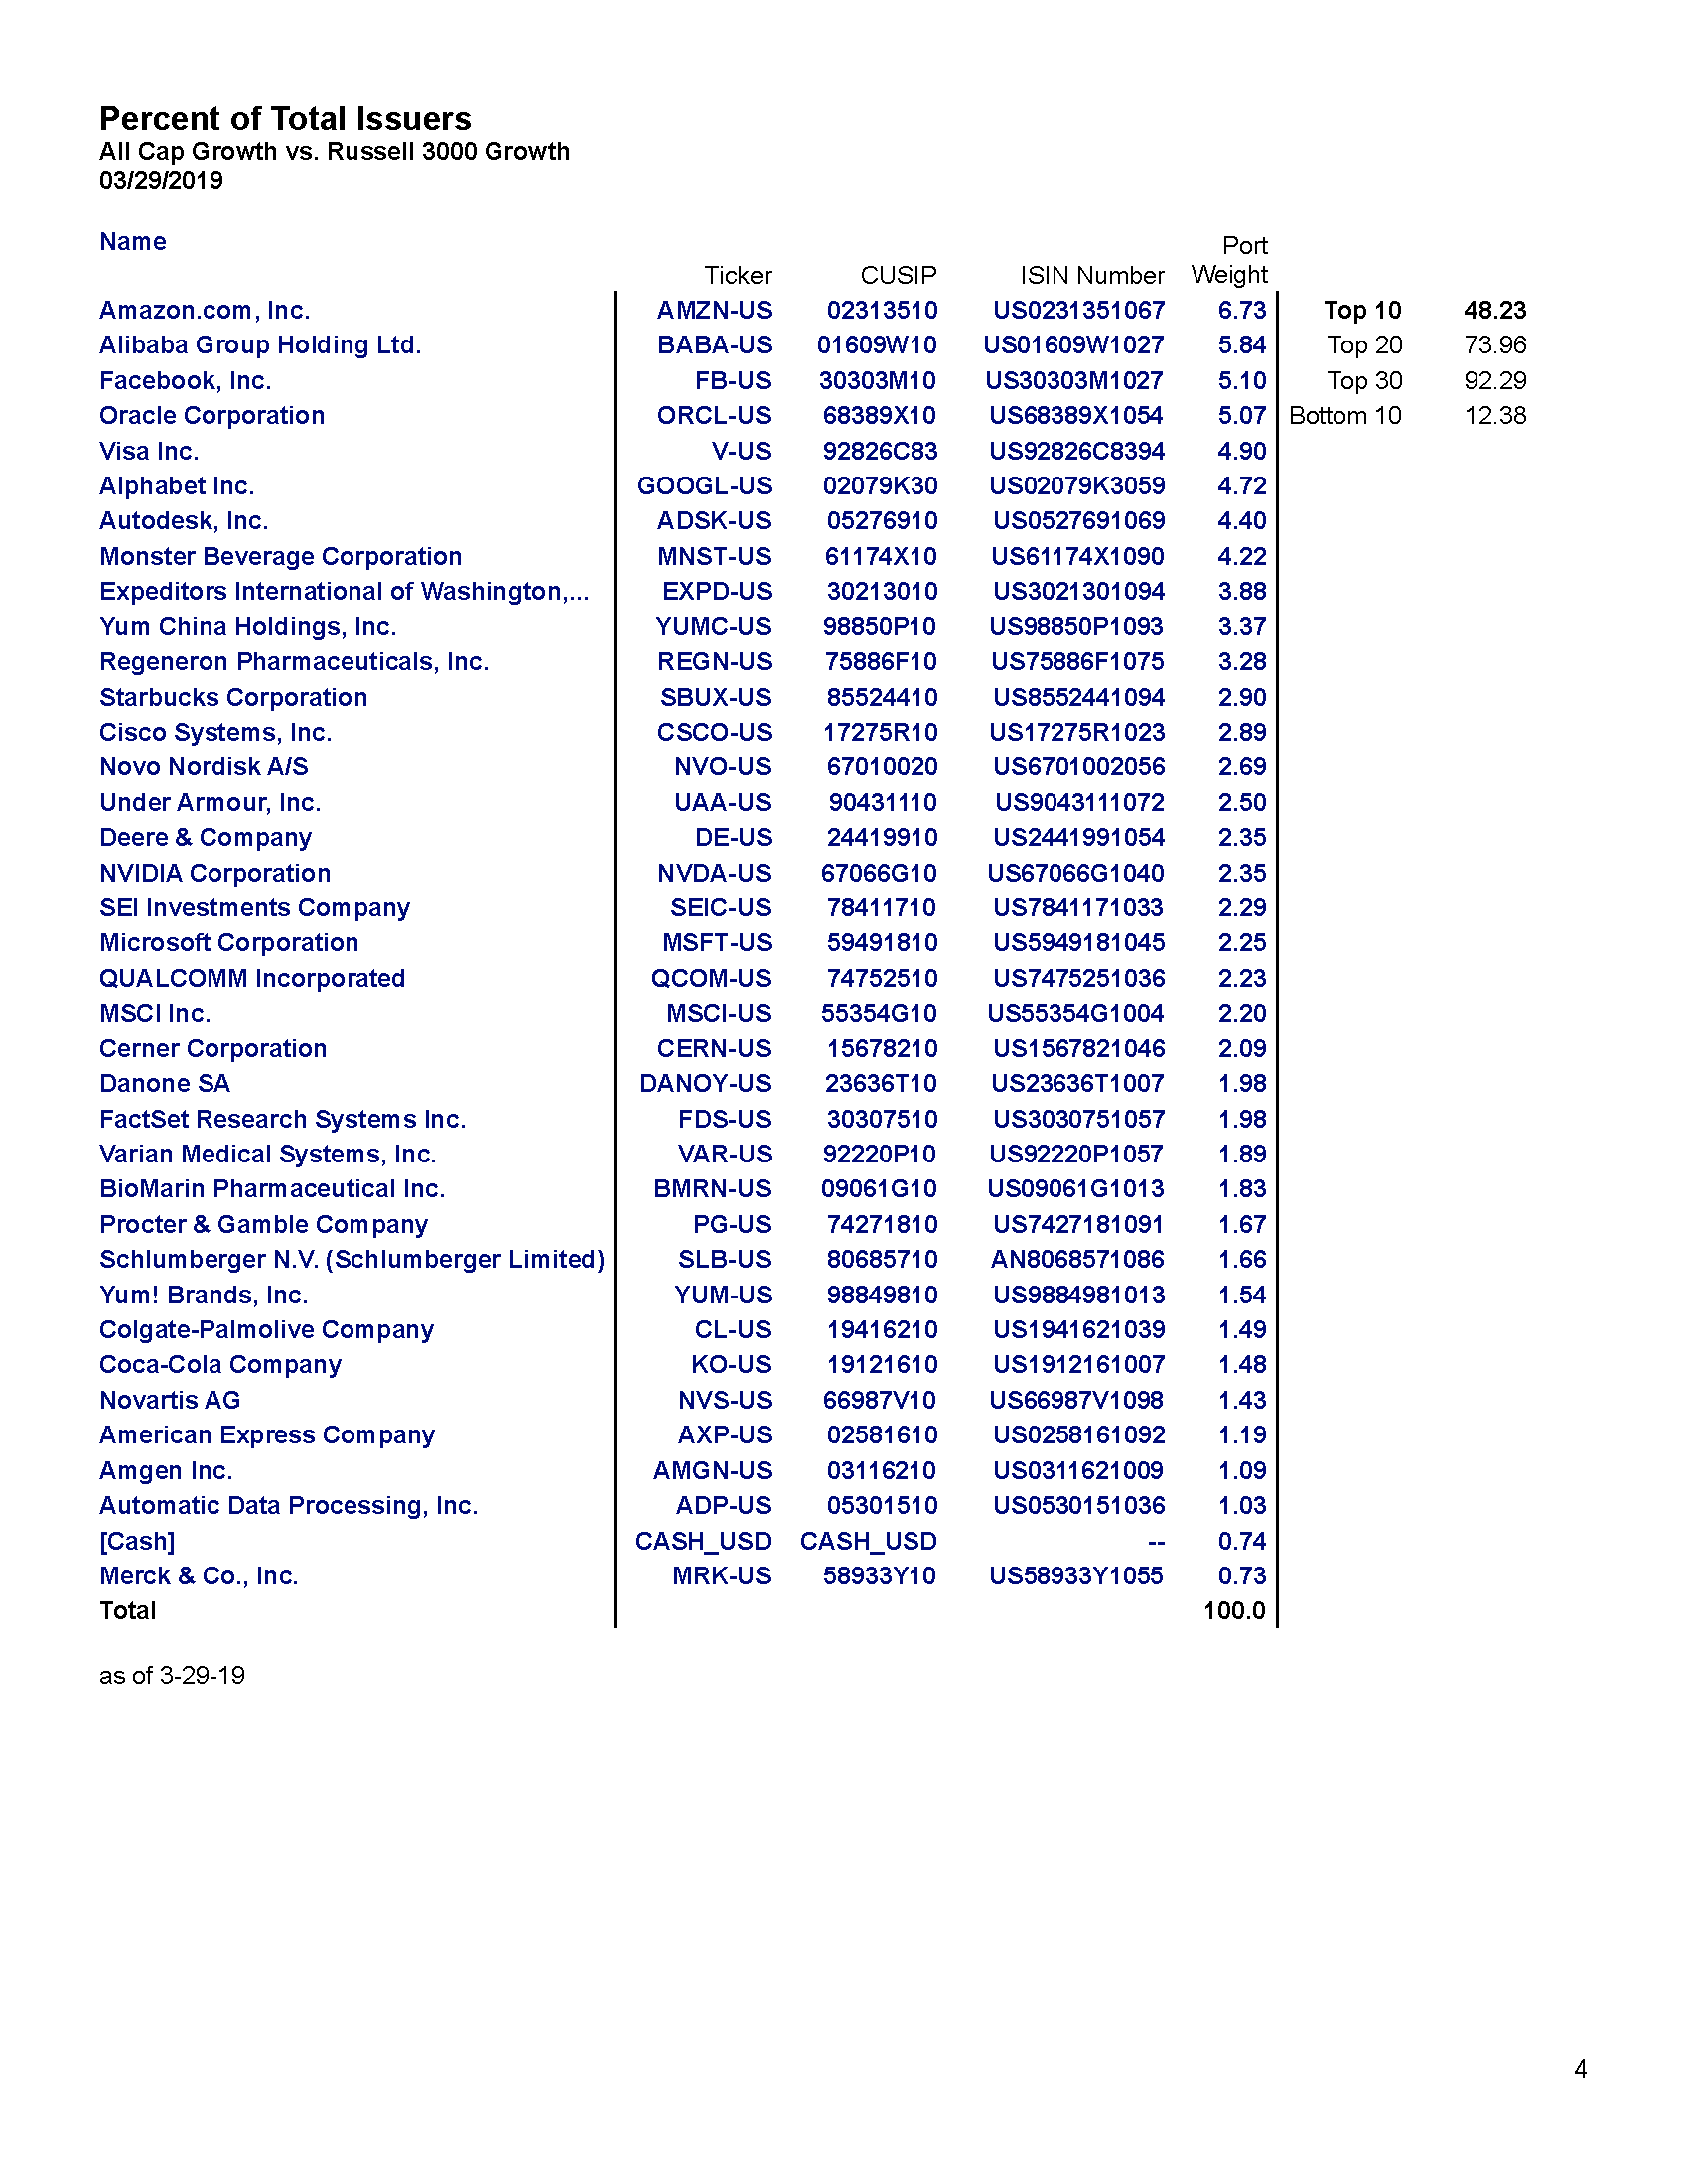 Percent of Total Issuers
All Cap Growth vs. Russell 3000 Growth
03/29/2019
Name Ticker CUSIP ISIN Number Port Weight
Amazon.com, Inc. AMZN-US 02313510 US0231351067 6.73 Top 10 48.23
Alibaba Group Holding Ltd. BABA-US 01609W10 US01609W1027 5.84 Top 20 73.96
Facebook, Inc. FB-US 30303M10 US30303M1027 5.10 Top 30 92.29
Oracle Corporation ORCL-US 68389X10 US68389X1054 5.07 Bottom 10 12.38
Visa Inc. V-US 92826C83 US92826C8394 4.90
Alphabet Inc. GOOGL-US 02079K30 US02079K3059 4.72
Autodesk, Inc. ADSK-US 05276910 US0527691069 4.40
Monster Beverage Corporation MNST-US 61174X10 US61174X1090 4.22
Expeditors International of Washington,... EXPD-US 30213010 US3021301094 3.88
Yum China Holdings, Inc. YUMC-US 98850P10 US98850P1093 3.37
Regeneron Pharmaceuticals, Inc. REGN-US 75886F10 US75886F1075 3.28
Starbucks Corporation SBUX-US 85524410 US8552441094 2.90
Cisco Systems, Inc. CSCO-US 17275R10 US17275R1023 2.89
Novo Nordisk A/S NVO-US 67010020 US6701002056 2.69
Under Armour, Inc. UAA-US 90431110 US9043111072 2.50
Deere & Company DE-US 24419910 US2441991054 2.35
NVIDIA Corporation NVDA-US 67066G10 US67066G1040 2.35
SEI Investments Company SEIC-US 78411710 US7841171033 2.29
Microsoft Corporation MSFT-US 59491810 US5949181045 2.25
QUALCOMM Incorporated QCOM-US 74752510 US7475251036 2.23
MSCI Inc. MSCI-US 55354G10 US55354G1004 2.20
Cerner Corporation CERN-US 15678210 US1567821046 2.09
Danone SA DANOY-US 23636T10 US23636T1007 1.98
FactSet Research Systems Inc. FDS-US 30307510 US3030751057 1.98
Varian Medical Systems, Inc. VAR-US 92220P10 US92220P1057 1.89
BioMarin Pharmaceutical Inc. BMRN-US 09061G10 US09061G1013 1.83
Procter & Gamble Company PG-US 74271810 US7427181091 1.67
Schlumberger N.V. (Schlumberger Limited) SLB-US 80685710 AN8068571086 1.66
Yum! Brands, Inc. YUM-US 98849810 US9884981013 1.54
Colgate-Palmolive Company CL-US 19416210 US1941621039 1.49
Coca-Cola Company KO-US 19121610 US1912161007 1.48
Novartis AG NVS-US 66987V10 US66987V1098 1.43
American Express Company AXP-US 02581610 US0258161092 1.19
Amgen Inc. AMGN-US 03116210 US0311621009 1.09
Automatic Data Processing, Inc. ADP-US 05301510 US0530151036 1.03
[Cash] CASH_USD CASH_USD -- 0.74
Merck & Co., Inc. MRK-US 58933Y10 US58933Y1055 0.73
Total 100.0
as of 3-29-19
4